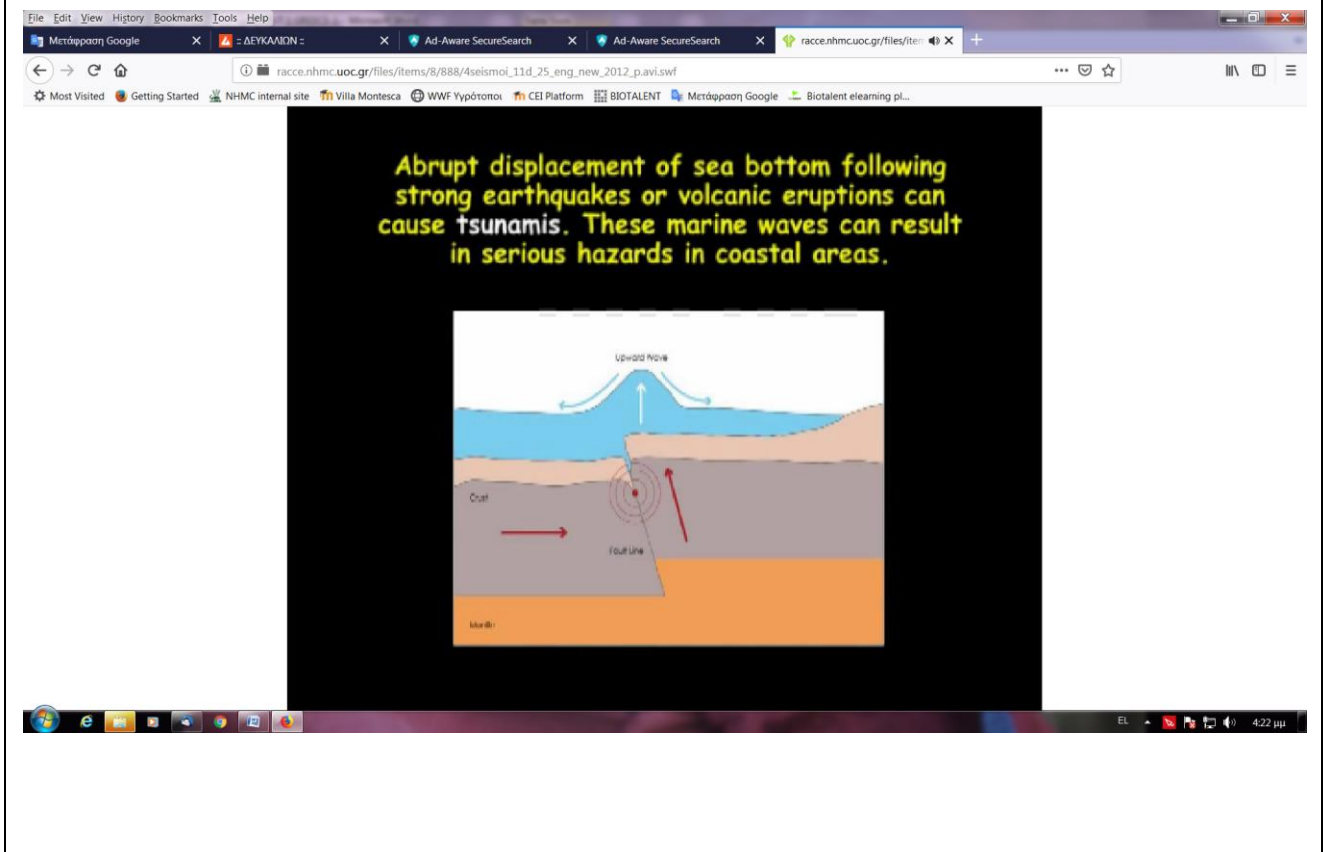 File Edit View History Bookmarks Tools Help
Μετάφραση Google
:: ΔΕΥΚΑΛΙΩΝ ::
Ad-Aware SecureSearch
Ad-Aware SecureSearch
racce.nhmc.uoc.gr/files/iten
racce.nhmc.uoc.gr/files/items/8/888/4seismoi_11d_25_eng_new_2012_p.avi.swf
Most Visited Getting Started NHMC internal site Villa Montesca WWF Υγρότοποι CEI Platform BIOTALENT Μετάφραση Google Biotalent elearning pl...
Abrupt displacement of sea bottom following
strong earthquakes or volcanic eruptions can
cause tsunamis. These marine waves can result
in serious hazards in coastal areas.
Upward Wave
Crust
Fault Line
Mantle
EL 4:22 μμ